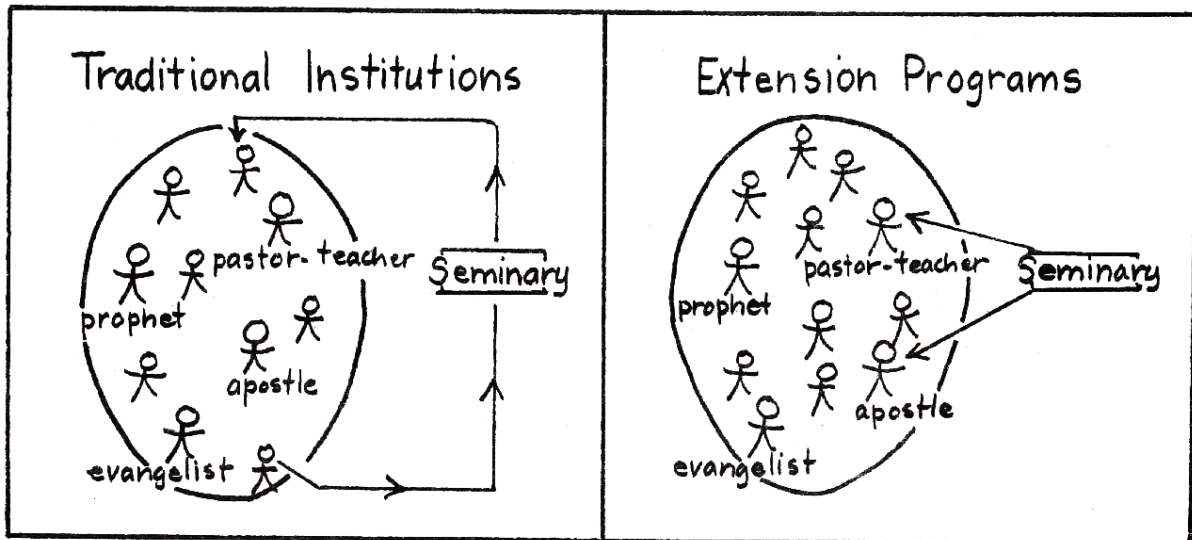 Traditional Institutions
pastor-teacher
Seminary
prophet
apostle
evangelist
Extension Programs
pastor-teacher
Seminary
prophet
apostle
evangelist